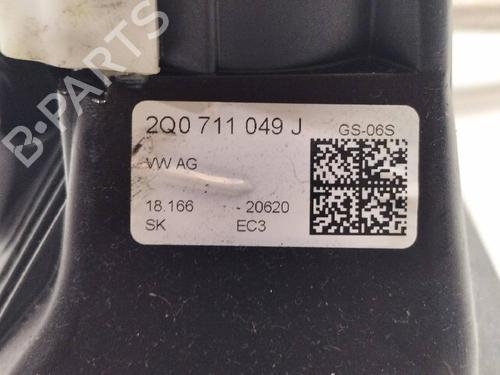 2Q0 711 049 J
GS-06S
VW AG
18.166 - 20620
SK EC3
B-PARTS